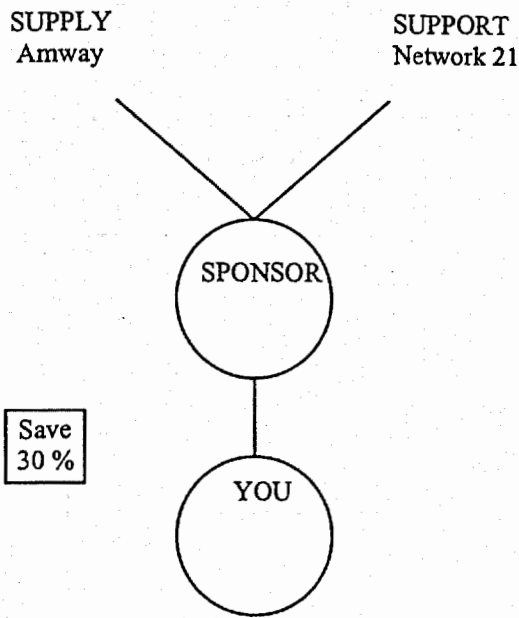 SUPPLY
Amway
SUPPORT
Network 21
SPONSOR
Save
30 %
YOU